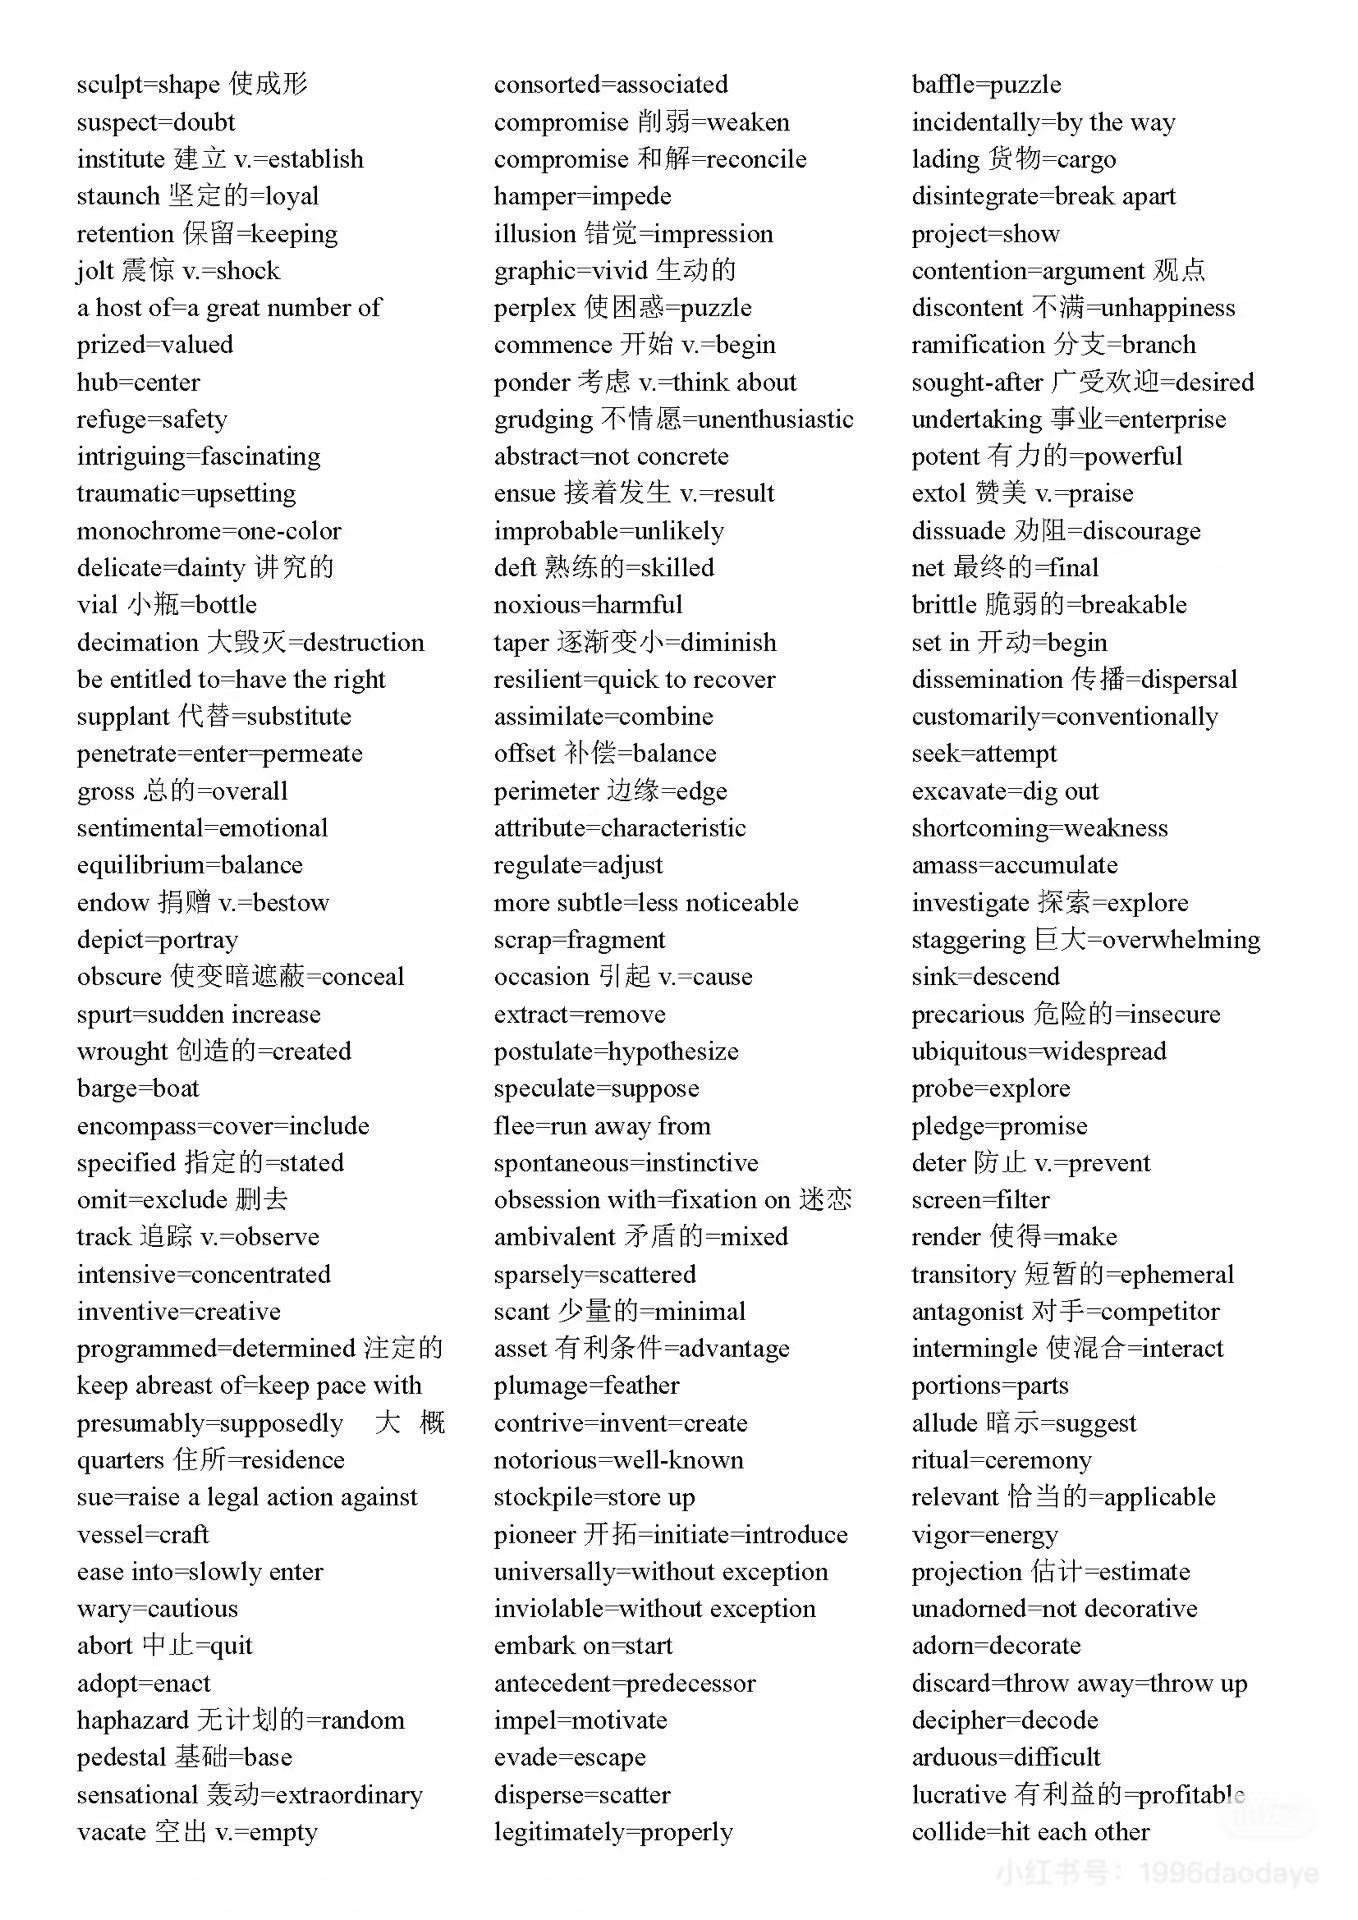 sculpt=shape 使成形
suspect=doubt
institute 建立 v.=establish
staunch 坚定的=loyal
retention 保留=keeping
jolt 震惊 v.=shock
a host of=a great number of
prized=valued
hub=center
refuge=safety
intriguing=fascinating
traumatic=upsetting
monochrome=one-color
delicate=dainty 讲究的
vial 小瓶=bottle
decimation 大毁灭=destruction
be entitled to=have the right
supplant 代替=substitute
penetrate=enter=permeate
gross 总的=overall
sentimental=emotional
equilibrium=balance
endow 捐赠 v.=bestow
depict=portray
obscure 使变暗遮蔽=conceal
spurt=sudden increase
wrought 创造的=created
barge=boat
encompass=cover=include
specified 指定的=stated
omit=exclude 删去
track 追踪 v.=observe
intensive=concentrated
inventive=creative
programmed=determined 注定的
keep abreast of=keep pace with
presumably=supposedly 大 概
quarters 住所=residence
sue=raise a legal action against
vessel=craft
ease into=slowly enter
wary=cautious
abort 中止=quit
adopt=enact
haphazard 无计划的=random
pedestal 基础=base
sensational 轰动=extraordinary
vacate 空出 v.=empty
consorted=associated
compromise 削弱=weaken
compromise 和解=reconcile
hamper=impede
illusion 错觉=impression
graphic=vivid 生动的
perplex 使困惑=puzzle
commence 开始 v.=begin
ponder 考虑 v.=think about
grudging 不情愿=unenthusiastic
abstract=not concrete
ensue 接着发生 v.=result
improbable=unlikely
deft 熟练的=skilled
noxious=harmful
taper 逐渐变小=diminish
resilient=quick to recover
assimilate=combine
offset 补偿=balance
perimeter 边缘=edge
attribute=characteristic
regulate=adjust
more subtle=less noticeable
scrap=fragment
occasion 引起 v.=cause
extract=remove
postulate=hypothesize
speculate=suppose
flee=run away from
spontaneous=instinctive
obsession with=fixation on 迷恋
ambivalent 矛盾的=mixed
sparsely=scattered
scant 少量的=minimal
asset 有利条件=advantage
plumage=feather
contrive=invent=create
notorious=well-known
stockpile=store up
pioneer 开拓=initiate=introduce
universally=without exception
inviolable=without exception
embark on=start
antecedent=predecessor
impel=motivate
evade=escape
disperse=scatter
legitimately=properly
baffle=puzzle
incidentally=by the way
lading 货物=cargo
disintegrate=break apart
project=show
contention=argument 观点
discontent 不满=unhappiness
ramification 分支=branch
sought-after 广受欢迎=desired
undertaking 事业=enterprise
potent 有力的=powerful
extol 赞美 v.=praise
dissuade 劝阻=discourage
net 最终的=final
brittle 脆弱的=breakable
set in 开动=begin
dissemination 传播=dispersal
customarily=conventionally
seek=attempt
excavate=dig out
shortcoming=weakness
amass=accumulate
investigate 探索=explore
staggering 巨大=overwhelming
sink=descend
precarious 危险的=insecure
ubiquitous=widespread
probe=explore
pledge=promise
deter 防止 v.=prevent
screen=filter
render 使得=make
transitory 短暂的=ephemeral
antagonist 对手=competitor
intermingle 使混合=interact
portions=parts
allude 暗示=suggest
ritual=ceremony
relevant 恰当的=applicable
vigor=energy
projection 估计=estimate
unadorned=not decorative
adorn=decorate
discard=throw away=throw up
decipher=decode
arduous=difficult
lucrative 有利益的=profitable
collide=hit each other
小红书号：1996daodaye